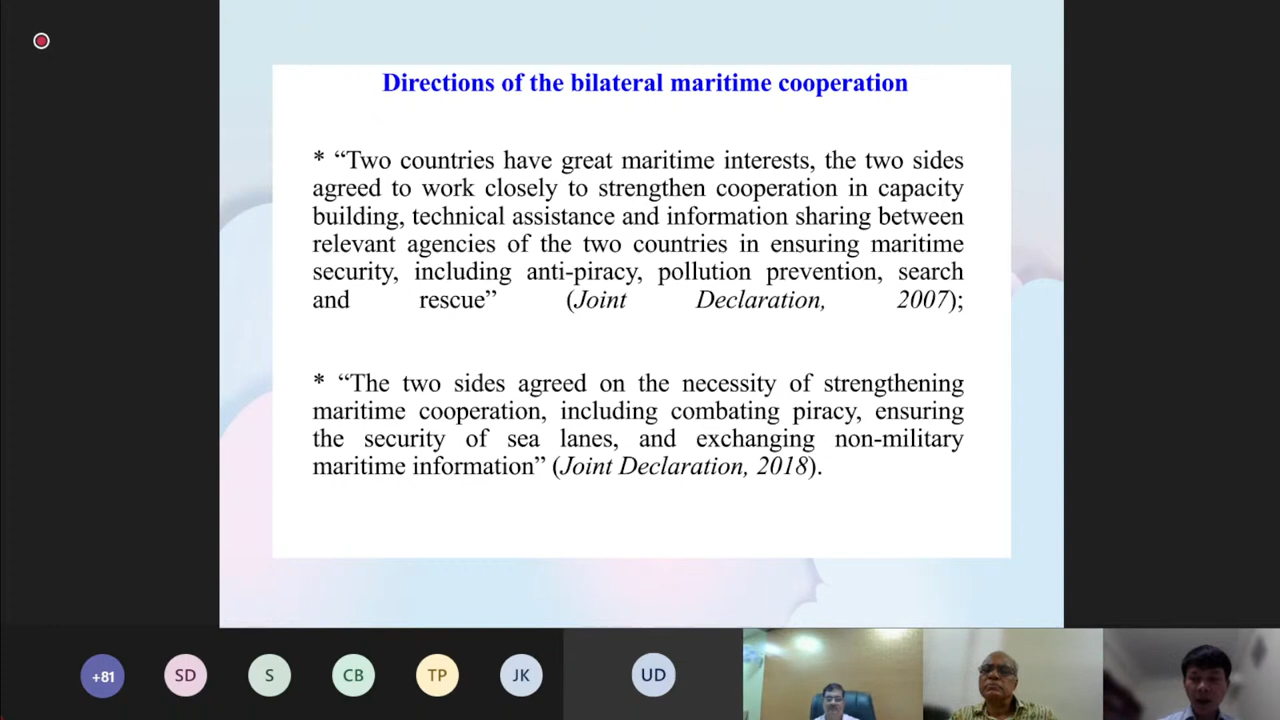 Directions of the bilateral maritime cooperation
* “Two countries have great maritime interests, the two sides
agreed to work closely to strengthen cooperation in capacity
building, technical assistance and information sharing between
relevant agencies of the two countries in ensuring maritime
security, including anti-piracy, pollution prevention, search
and rescue” (Joint Declaration, 2007);
* “The two sides agreed on the necessity of strengthening
maritime cooperation, including combating piracy, ensuring
the security of sea lanes, and exchanging non-military
maritime information” (Joint Declaration, 2018).
+81
SD
S
CB
TP
JK
UD